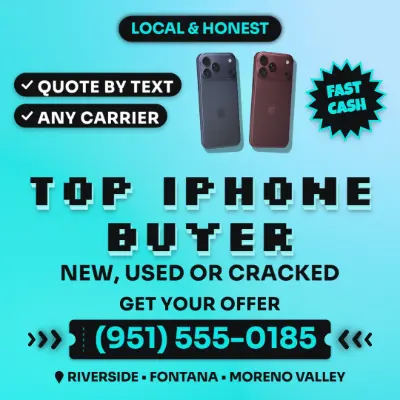 LOCAL & HONEST
✓ QUOTE BY TEXT
✓ ANY CARRIER
FAST
CASH
TOP IPHONE
BUYER
NEW, USED OR CRACKED
GET YOUR OFFER
(951) 555-0185
RIVERSIDE • FONTANA • MORENO VALLEY